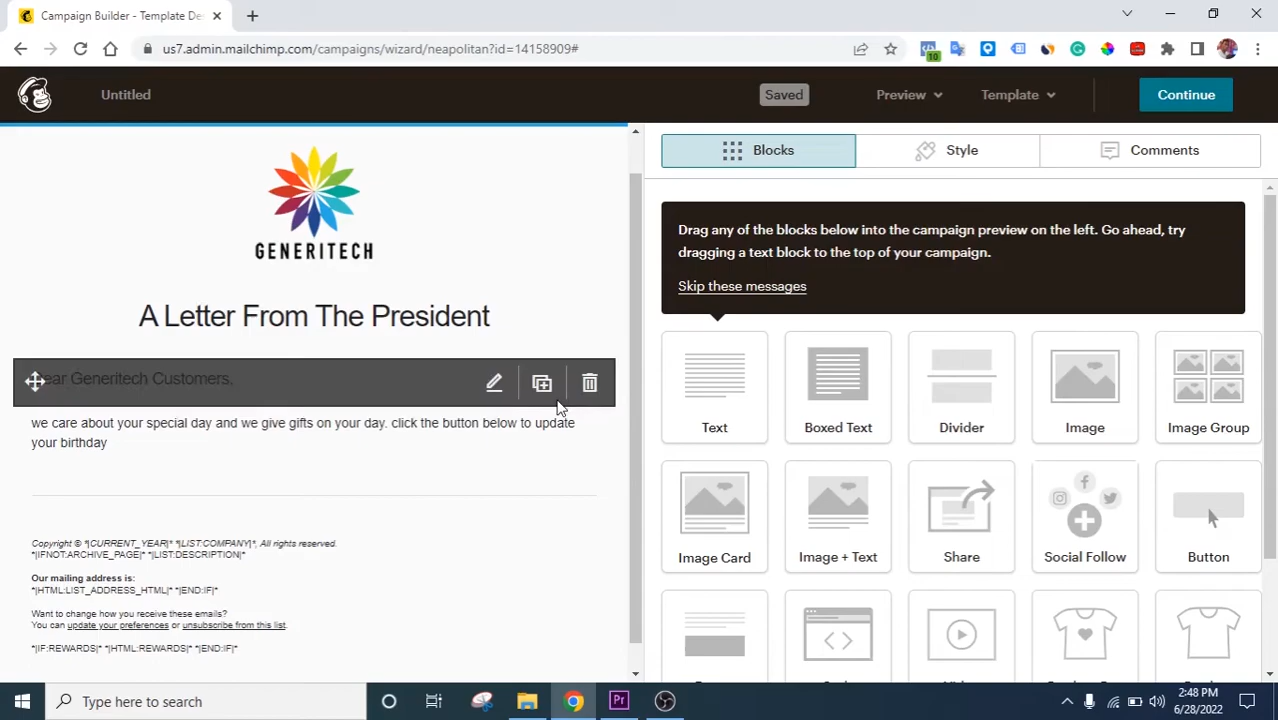 Campaign Builder - Template De
us7.admin.mailchimp.com/campaigns/wizard/neapolitan?id=14158909#
10
Untitled
Saved
Preview
Template
Continue
Blocks
Style
Comments
GENERITECH
A Letter From The President
Dear Generitech Customers,
we care about your special day and we give gifts on your day. click the button below to update
your birthday
Copyright © *|CURRENT_YEAR|* *|LIST:COMPANY|*, All rights reserved.
*|IFNOT:ARCHIVE_PAGE|* *|LIST:DESCRIPTION|*
Our mailing address is:
*|HTML:LIST_ADDRESS_HTML|* *|END:IF|*
Want to change how you receive these emails?
You can update your preferences or unsubscribe from this list.
*|IF:REWARDS|* *|HTML:REWARDS|* *|END:IF|*
Drag any of the blocks below into the campaign preview on the left. Go ahead, try
dragging a text block to the top of your campaign.
Skip these messages
Text
Boxed Text
Divider
Image
Image Group
Image Card
Image + Text
Share
Social Follow
Button
Type here to search
Pr
2:48 PM
6/28/2022